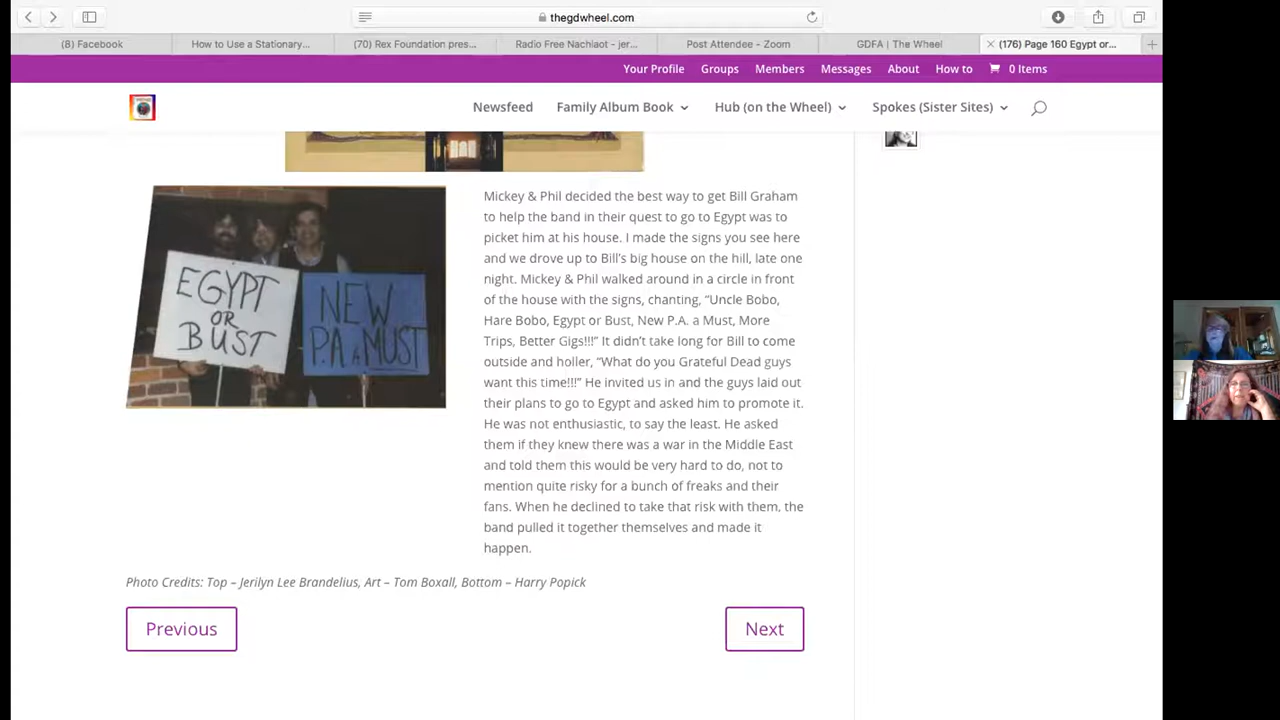 thegdwheel.com
(8) Facebook
How to Use a Stationary...
(70) Rex Foundation pres...
Radio Free Nachlaot - jer...
Post Attendee - Zoom
GDFA | The Wheel
(176) Page 160 Egypt or...
Your Profile Groups Members Messages About How to 0 Items
Newsfeed Family Album Book Hub (on the Wheel) Spokes (Sister Sites)
EGYPT
OR
BUST
NEW
P.A. a MUST
Mickey & Phil decided the best way to get Bill Graham
to help the band in their quest to go to Egypt was to
picket him at his house. I made the signs you see here
and we drove up to Bill’s big house on the hill, late one
night. Mickey & Phil walked around in a circle in front
of the house with the signs, chanting, “Uncle Bobo,
Hare Bobo, Egypt or Bust, New P.A. a Must, More
Trips, Better Gigs!!!” It didn’t take long for Bill to come
outside and holler, “What do you Grateful Dead guys
want this time!!!” He invited us in and the guys laid out
their plans to go to Egypt and asked him to promote it.
He was not enthusiastic, to say the least. He asked
them if they knew there was a war in the Middle East
and told them this would be very hard to do, not to
mention quite risky for a bunch of freaks and their
fans. When he declined to take that risk with them, the
band pulled it together themselves and made it
happen.
Photo Credits: Top – Jerilyn Lee Brandelius, Art – Tom Boxall, Bottom – Harry Popick
Previous
Next